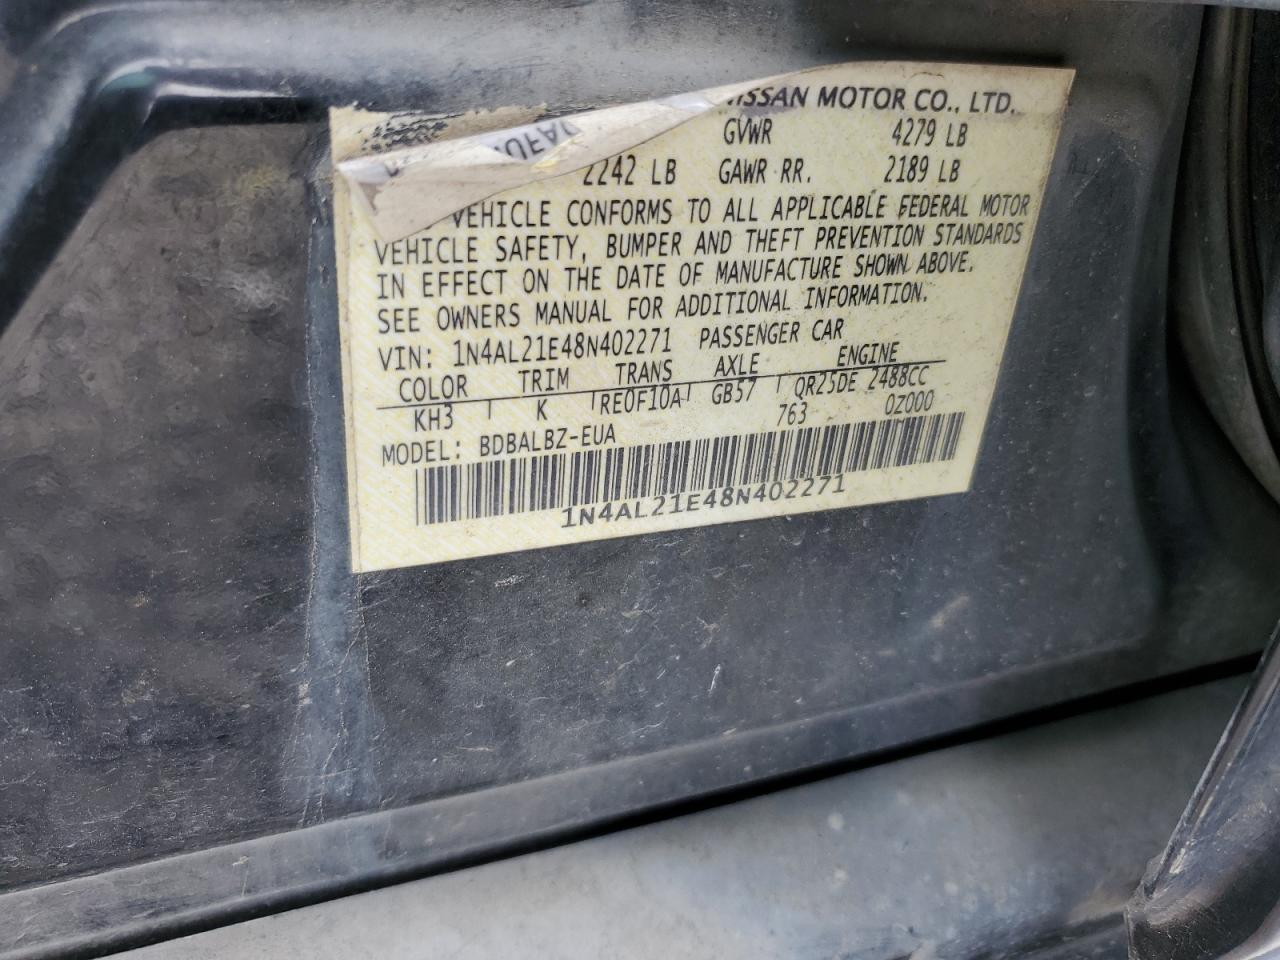 NISSAN MOTOR CO., LTD.
GVWR 4279 LB
2242 LB GAWR RR. 2189 LB
VEHICLE CONFORMS TO ALL APPLICABLE FEDERAL MOTOR
VEHICLE SAFETY, BUMPER AND THEFT PREVENTION STANDARDS
IN EFFECT ON THE DATE OF MANUFACTURE SHOWN ABOVE.
SEE OWNERS MANUAL FOR ADDITIONAL INFORMATION.
VIN: 1N4AL21E48N402271 PASSENGER CAR
COLOR TRIM TRANS AXLE ENGINE
KH3 K RE0F10A GB57 QR25DE 2488CC
763 0Z000
MODEL: BDBALBZ-EUA
1N4AL21E48N402271